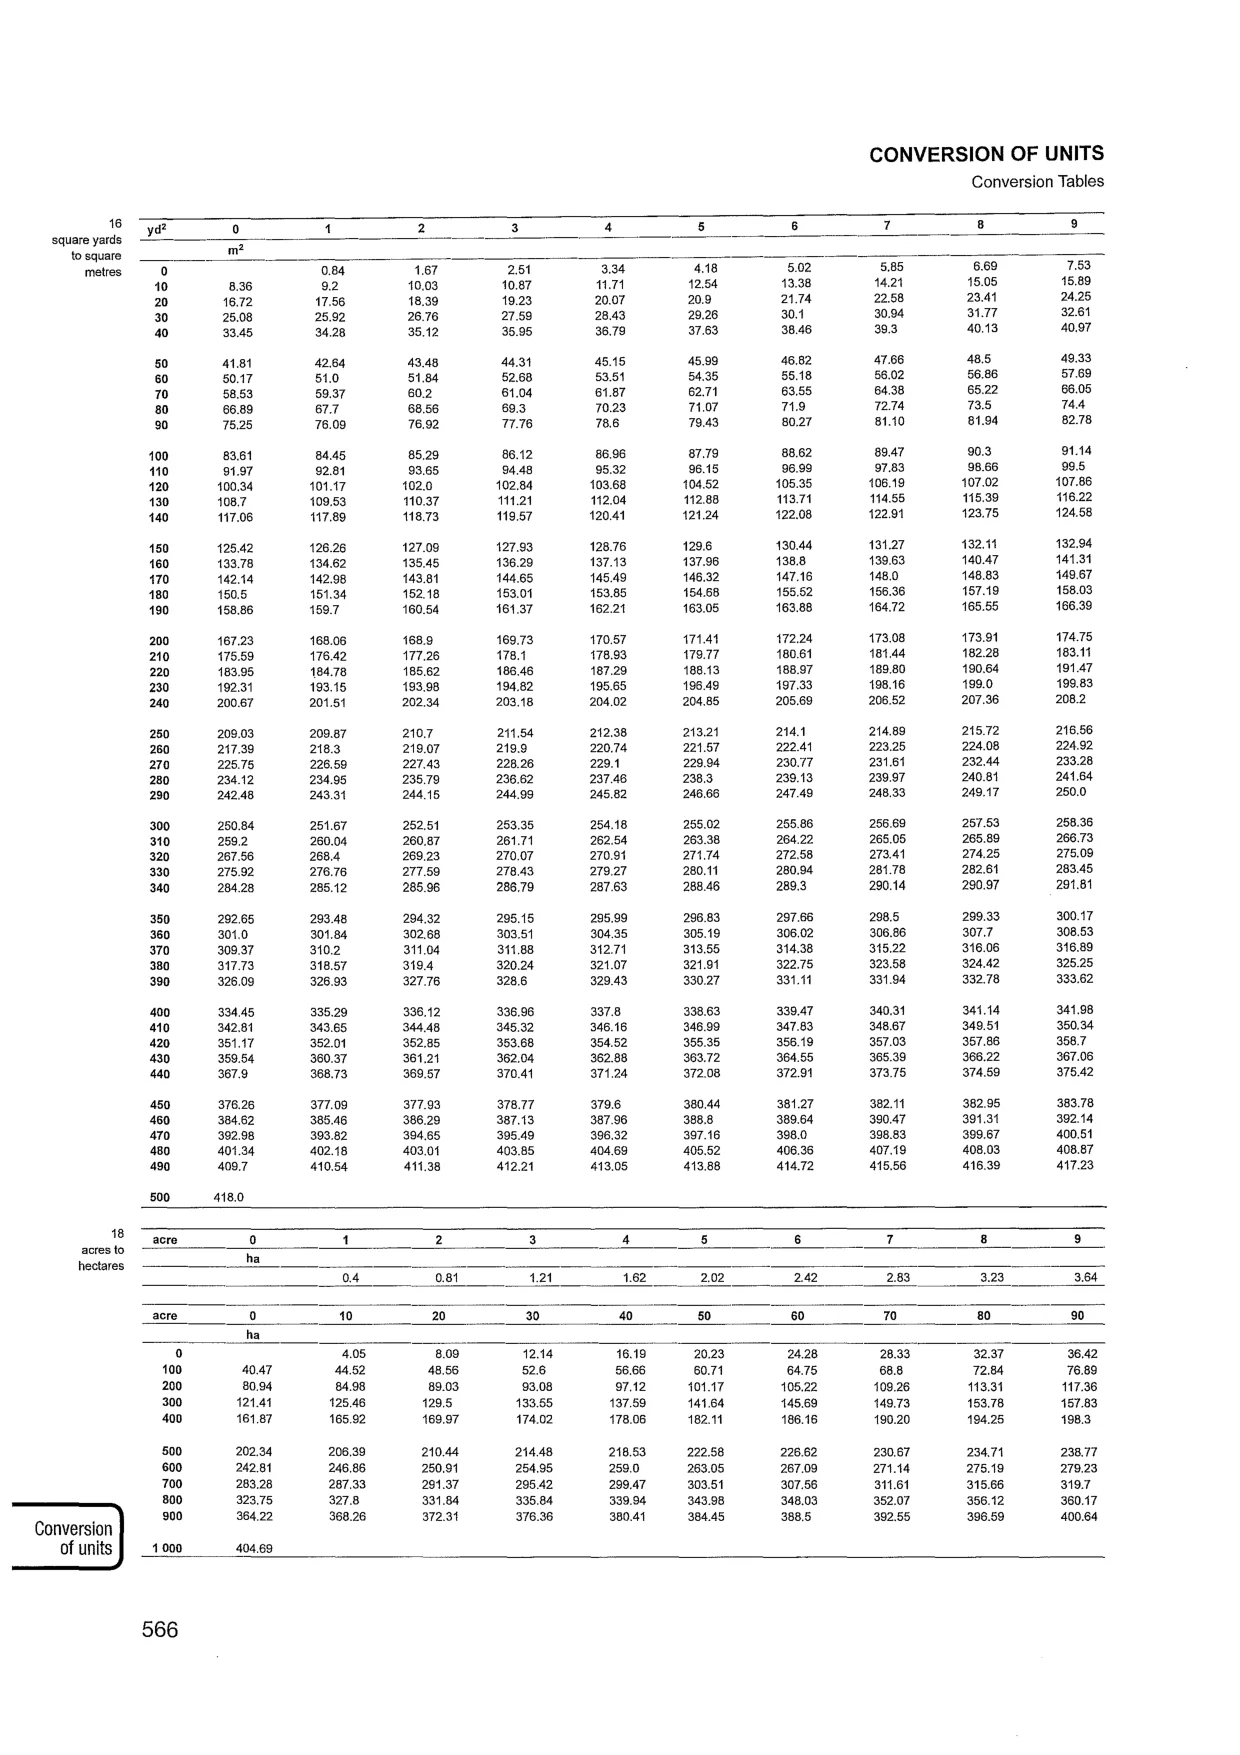 CONVERSION OF UNITS
Conversion Tables
16
square yards
to square
metres
yd² 0 1 2 3 4 5 6 7 8 9
m²
0 0.84 1.67 2.51 3.34 4.18 5.02 5.85 6.69 7.53
10 8.36 9.2 10.03 10.87 11.71 12.54 13.38 14.21 15.05 15.89
20 16.72 17.56 18.39 19.23 20.07 20.9 21.74 22.58 23.41 24.25
30 25.08 25.92 26.76 27.59 28.43 29.26 30.1 30.94 31.77 32.61
40 33.45 34.28 35.12 35.95 36.79 37.63 38.46 39.3 40.13 40.97
50 41.81 42.64 43.48 44.31 45.15 45.99 46.82 47.66 48.5 49.33
60 50.17 51.0 51.84 52.68 53.51 54.35 55.18 56.02 56.86 57.69
70 58.53 59.37 60.2 61.04 61.87 62.71 63.55 64.38 65.22 66.05
80 66.89 67.7 68.56 69.3 70.23 71.07 71.9 72.74 73.5 74.4
90 75.25 76.09 76.92 77.76 78.6 79.43 80.27 81.10 81.94 82.78
100 83.61 84.45 85.29 86.12 86.96 87.79 88.62 89.47 90.3 91.14
110 91.97 92.81 93.65 94.48 95.32 96.15 96.99 97.83 98.66 99.5
120 100.34 101.17 102.0 102.84 103.68 104.52 105.35 106.19 107.02 107.86
130 108.7 109.53 110.37 111.21 112.04 112.88 113.71 114.55 115.39 116.22
140 117.06 117.89 118.73 119.57 120.41 121.24 122.08 122.91 123.75 124.58
150 125.42 126.26 127.09 127.93 128.76 129.6 130.44 131.27 132.11 132.94
160 133.78 134.62 135.45 136.29 137.13 137.96 138.8 139.63 140.47 141.31
170 142.14 142.98 143.81 144.65 145.49 146.32 147.16 148.0 148.83 149.67
180 150.5 151.34 152.18 153.01 153.85 154.68 155.52 156.36 157.19 158.03
190 158.86 159.7 160.54 161.37 162.21 163.05 163.88 164.72 165.55 166.39
200 167.23 168.06 168.9 169.73 170.57 171.41 172.24 173.08 173.91 174.75
210 175.59 176.42 177.26 178.1 178.93 179.77 180.61 181.44 182.28 183.11
220 183.95 184.78 185.62 186.46 187.29 188.13 188.97 189.80 190.64 191.47
230 192.31 193.15 193.98 194.82 195.65 196.49 197.33 198.16 199.0 199.83
240 200.67 201.51 202.34 203.18 204.02 204.85 205.69 206.52 207.36 208.2
250 209.03 209.87 210.7 211.54 212.38 213.21 214.1 214.89 215.72 216.56
260 217.39 218.3 219.07 219.9 220.74 221.57 222.41 223.25 224.08 224.92
270 225.75 226.59 227.43 228.26 229.1 229.94 230.77 231.61 232.44 233.28
280 234.12 234.95 235.79 236.62 237.46 238.3 239.13 239.97 240.81 241.64
290 242.48 243.31 244.15 244.99 245.82 246.66 247.49 248.33 249.17 250.0
300 250.84 251.67 252.51 253.35 254.18 255.02 255.86 256.69 257.53 258.36
310 259.2 260.04 260.87 261.71 262.54 263.38 264.22 265.05 265.89 266.73
320 267.56 268.4 269.23 270.07 270.91 271.74 272.58 273.41 274.25 275.09
330 275.92 276.76 277.59 278.43 279.27 280.11 280.94 281.78 282.61 283.45
340 284.28 285.12 285.96 286.79 287.63 288.46 289.3 290.14 290.97 291.81
350 292.65 293.48 294.32 295.15 295.99 296.83 297.66 298.5 299.33 300.17
360 301.0 301.84 302.68 303.51 304.35 305.19 306.02 306.86 307.7 308.53
370 309.37 310.2 311.04 311.88 312.71 313.55 314.38 315.22 316.06 316.89
380 317.73 318.57 319.4 320.24 321.07 321.91 322.75 323.58 324.42 325.25
390 326.09 326.93 327.76 328.6 329.43 330.27 331.11 331.94 332.78 333.62
400 334.45 335.29 336.12 336.96 337.8 338.63 339.47 340.31 341.14 341.98
410 342.81 343.65 344.48 345.32 346.16 346.99 347.83 348.67 349.51 350.34
420 351.17 352.01 352.85 353.68 354.52 355.35 356.19 357.03 357.86 358.7
430 359.54 360.37 361.21 362.04 362.88 363.72 364.55 365.39 366.22 367.06
440 367.9 368.73 369.57 370.41 371.24 372.08 372.91 373.75 374.59 375.42
450 376.26 377.09 377.93 378.77 379.6 380.44 381.27 382.11 382.95 383.78
460 384.62 385.46 386.29 387.13 387.96 388.8 389.64 390.47 391.31 392.14
470 392.98 393.82 394.65 395.49 396.32 397.16 398.0 398.83 399.67 400.51
480 401.34 402.18 403.01 403.85 404.69 405.52 406.36 407.19 408.03 408.87
490 409.7 410.54 411.38 412.21 413.05 413.88 414.72 415.56 416.39 417.23
500 418.0
18
acres to
hectares
acre 0 1 2 3 4 5 6 7 8 9
ha
0.4 0.81 1.21 1.62 2.02 2.42 2.83 3.23 3.64
acre 0 10 20 30 40 50 60 70 80 90
ha
0 4.05 8.09 12.14 16.19 20.23 24.28 28.33 32.37 36.42
100 40.47 44.52 48.56 52.6 56.66 60.71 64.75 68.8 72.84 76.89
200 80.94 84.98 89.03 93.08 97.12 101.17 105.22 109.26 113.31 117.36
300 121.41 125.46 129.5 133.55 137.59 141.64 145.69 149.73 153.78 157.83
400 161.87 165.92 169.97 174.02 178.06 182.11 186.16 190.20 194.25 198.3
500 202.34 206.39 210.44 214.48 218.53 222.58 226.62 230.67 234.71 238.77
600 242.81 246.86 250.91 254.95 259.0 263.05 267.09 271.14 275.19 279.23
700 283.28 287.33 291.37 295.42 299.47 303.51 307.56 311.61 315.66 319.7
800 323.75 327.8 331.84 335.84 339.94 343.98 348.03 352.07 356.12 360.17
900 364.22 368.26 372.31 376.36 380.41 384.45 388.5 392.55 396.59 400.64
1 000 404.69
Conversion
of units
566